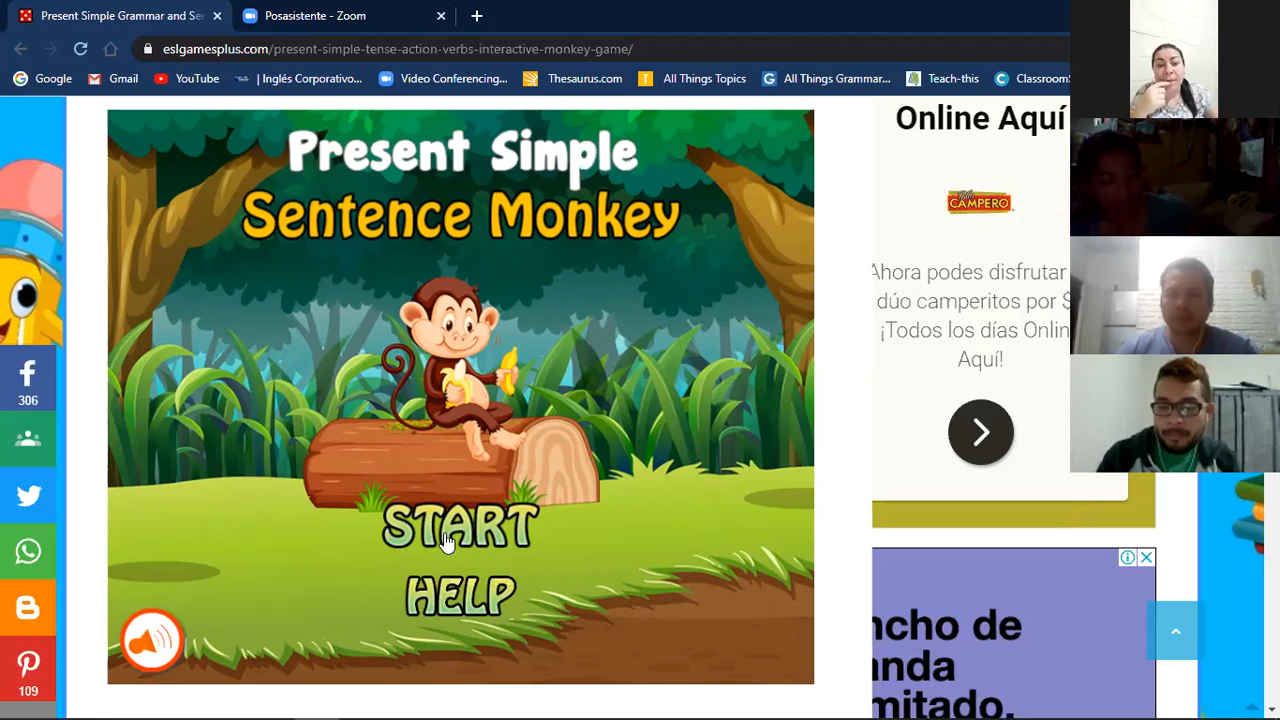 Present Simple Grammar and Se
Posasistente - Zoom
eslgamesplus.com/present-simple-tense-action-verbs-interactive-monkey-game/
Google
Gmail
YouTube
| Inglés Corporativo...
Video Conferencing...
Thesaurus.com
All Things Topics
All Things Grammar...
Teach-this
Classroom
Present Simple
Sentence Monkey
START
HELP
306
109
Online Aquí
CAMPERO
Ahora podes disfrutar
dúo camperitos por $
¡Todos los días Onlin
Aquí!
ncho de
anda
mitado.